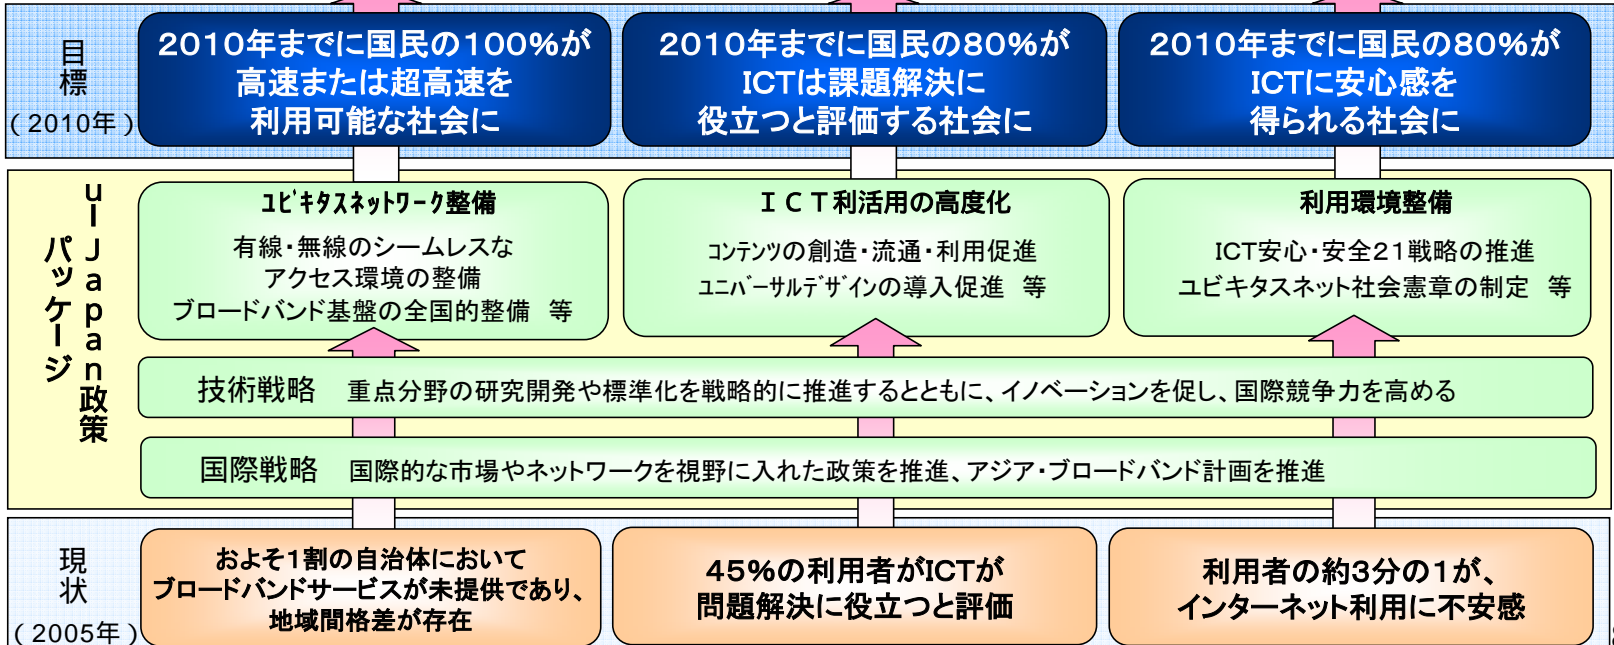 目標
(2010年)
2010年までに国民の100%が
高速または超高速を
利用可能な社会に
2010年までに国民の80%が
ICTは課題解決に
役立つと評価する社会に
2010年までに国民の80%が
ICTに安心感を
得られる社会に
uーJapan政策
パッケージ
ﾕﾋﾞｷﾀｽﾈｯﾄﾜｰｸ整備
有線・無線のシームレスな
アクセス環境の整備
ブロードバンド基盤の全国的整備 等
ＩＣＴ利活用の高度化
コンテンツの創造・流通・利用促進
ﾕﾆﾊﾞｰｻﾙﾃﾞｻﾞｲﾝの導入促進 等
利用環境整備
ICT安心・安全21戦略の推進
ユビキタスネット社会憲章の制定 等
技術戦略 重点分野の研究開発や標準化を戦略的に推進するとともに、イノベーションを促し、国際競争力を高める
国際戦略 国際的な市場やネットワークを視野に入れた政策を推進、アジア・ブロードバンド計画を推進
現状
(2005年)
およそ１割の自治体において
ブロードバンドサービスが未提供であり、
地域間格差が存在
45%の利用者がICTが
問題解決に役立つと評価
利用者の約3分の1が、
インターネット利用に不安感